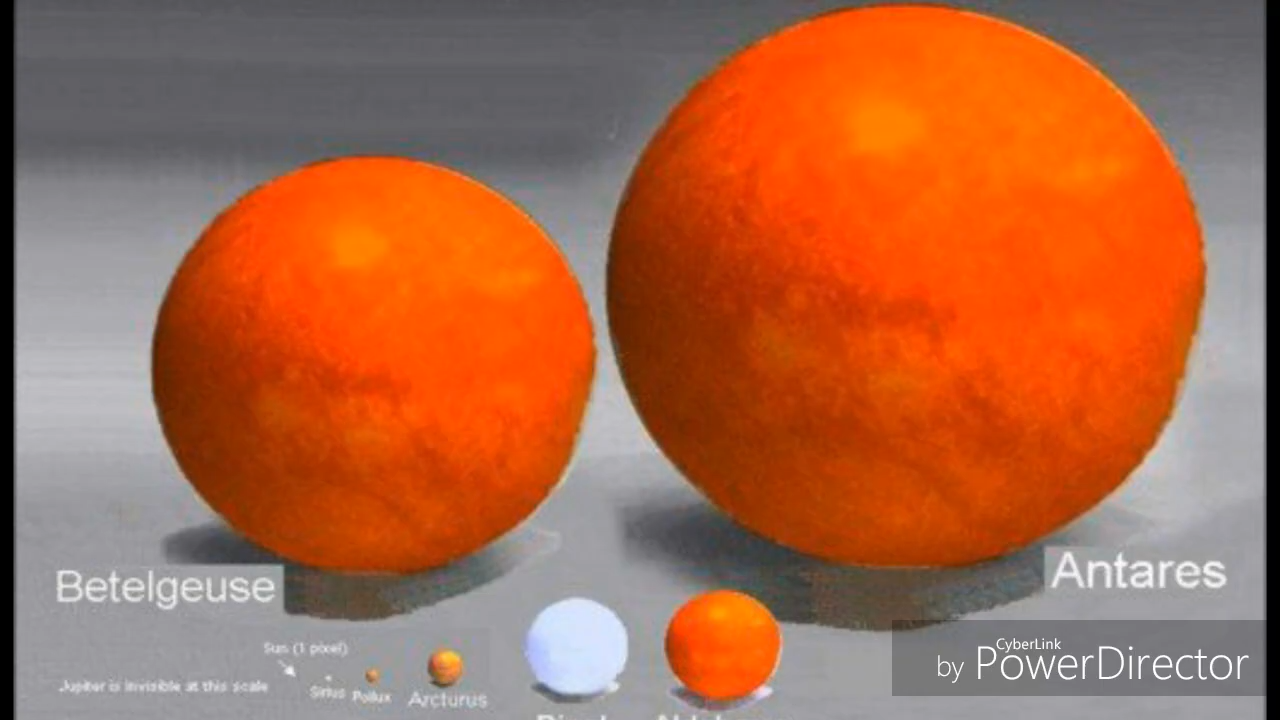 Betelgeuse
Antares
Sun (1 pixel)
Jupiter is invisible at this scale
Sirius
Pollux
Arcturus
CyberLink
by PowerDirector